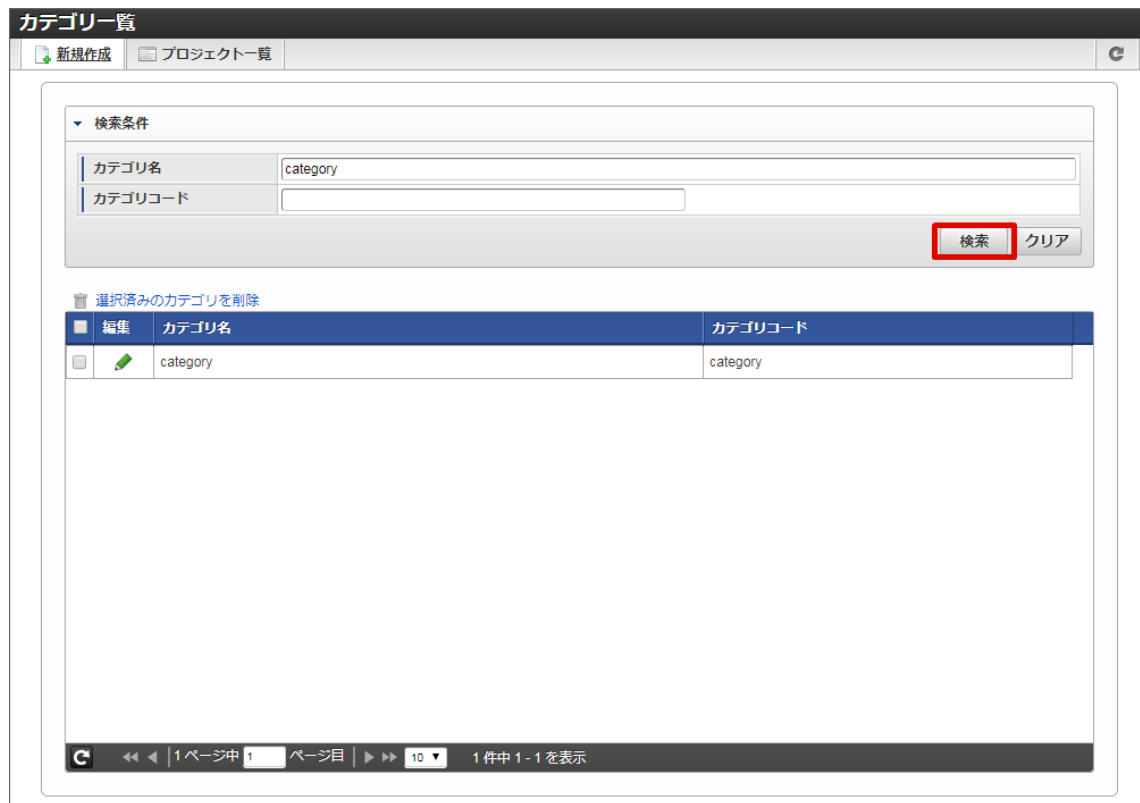 カテゴリ一覧
新規作成 プロジェクト一覧
検索条件
カテゴリ名 category
カテゴリコード
検索 クリア
選択済みのカテゴリを削除
編集 カテゴリ名 カテゴリコード
category category
1 ページ中 1 ページ目 10 1 件中 1 - 1 を表示